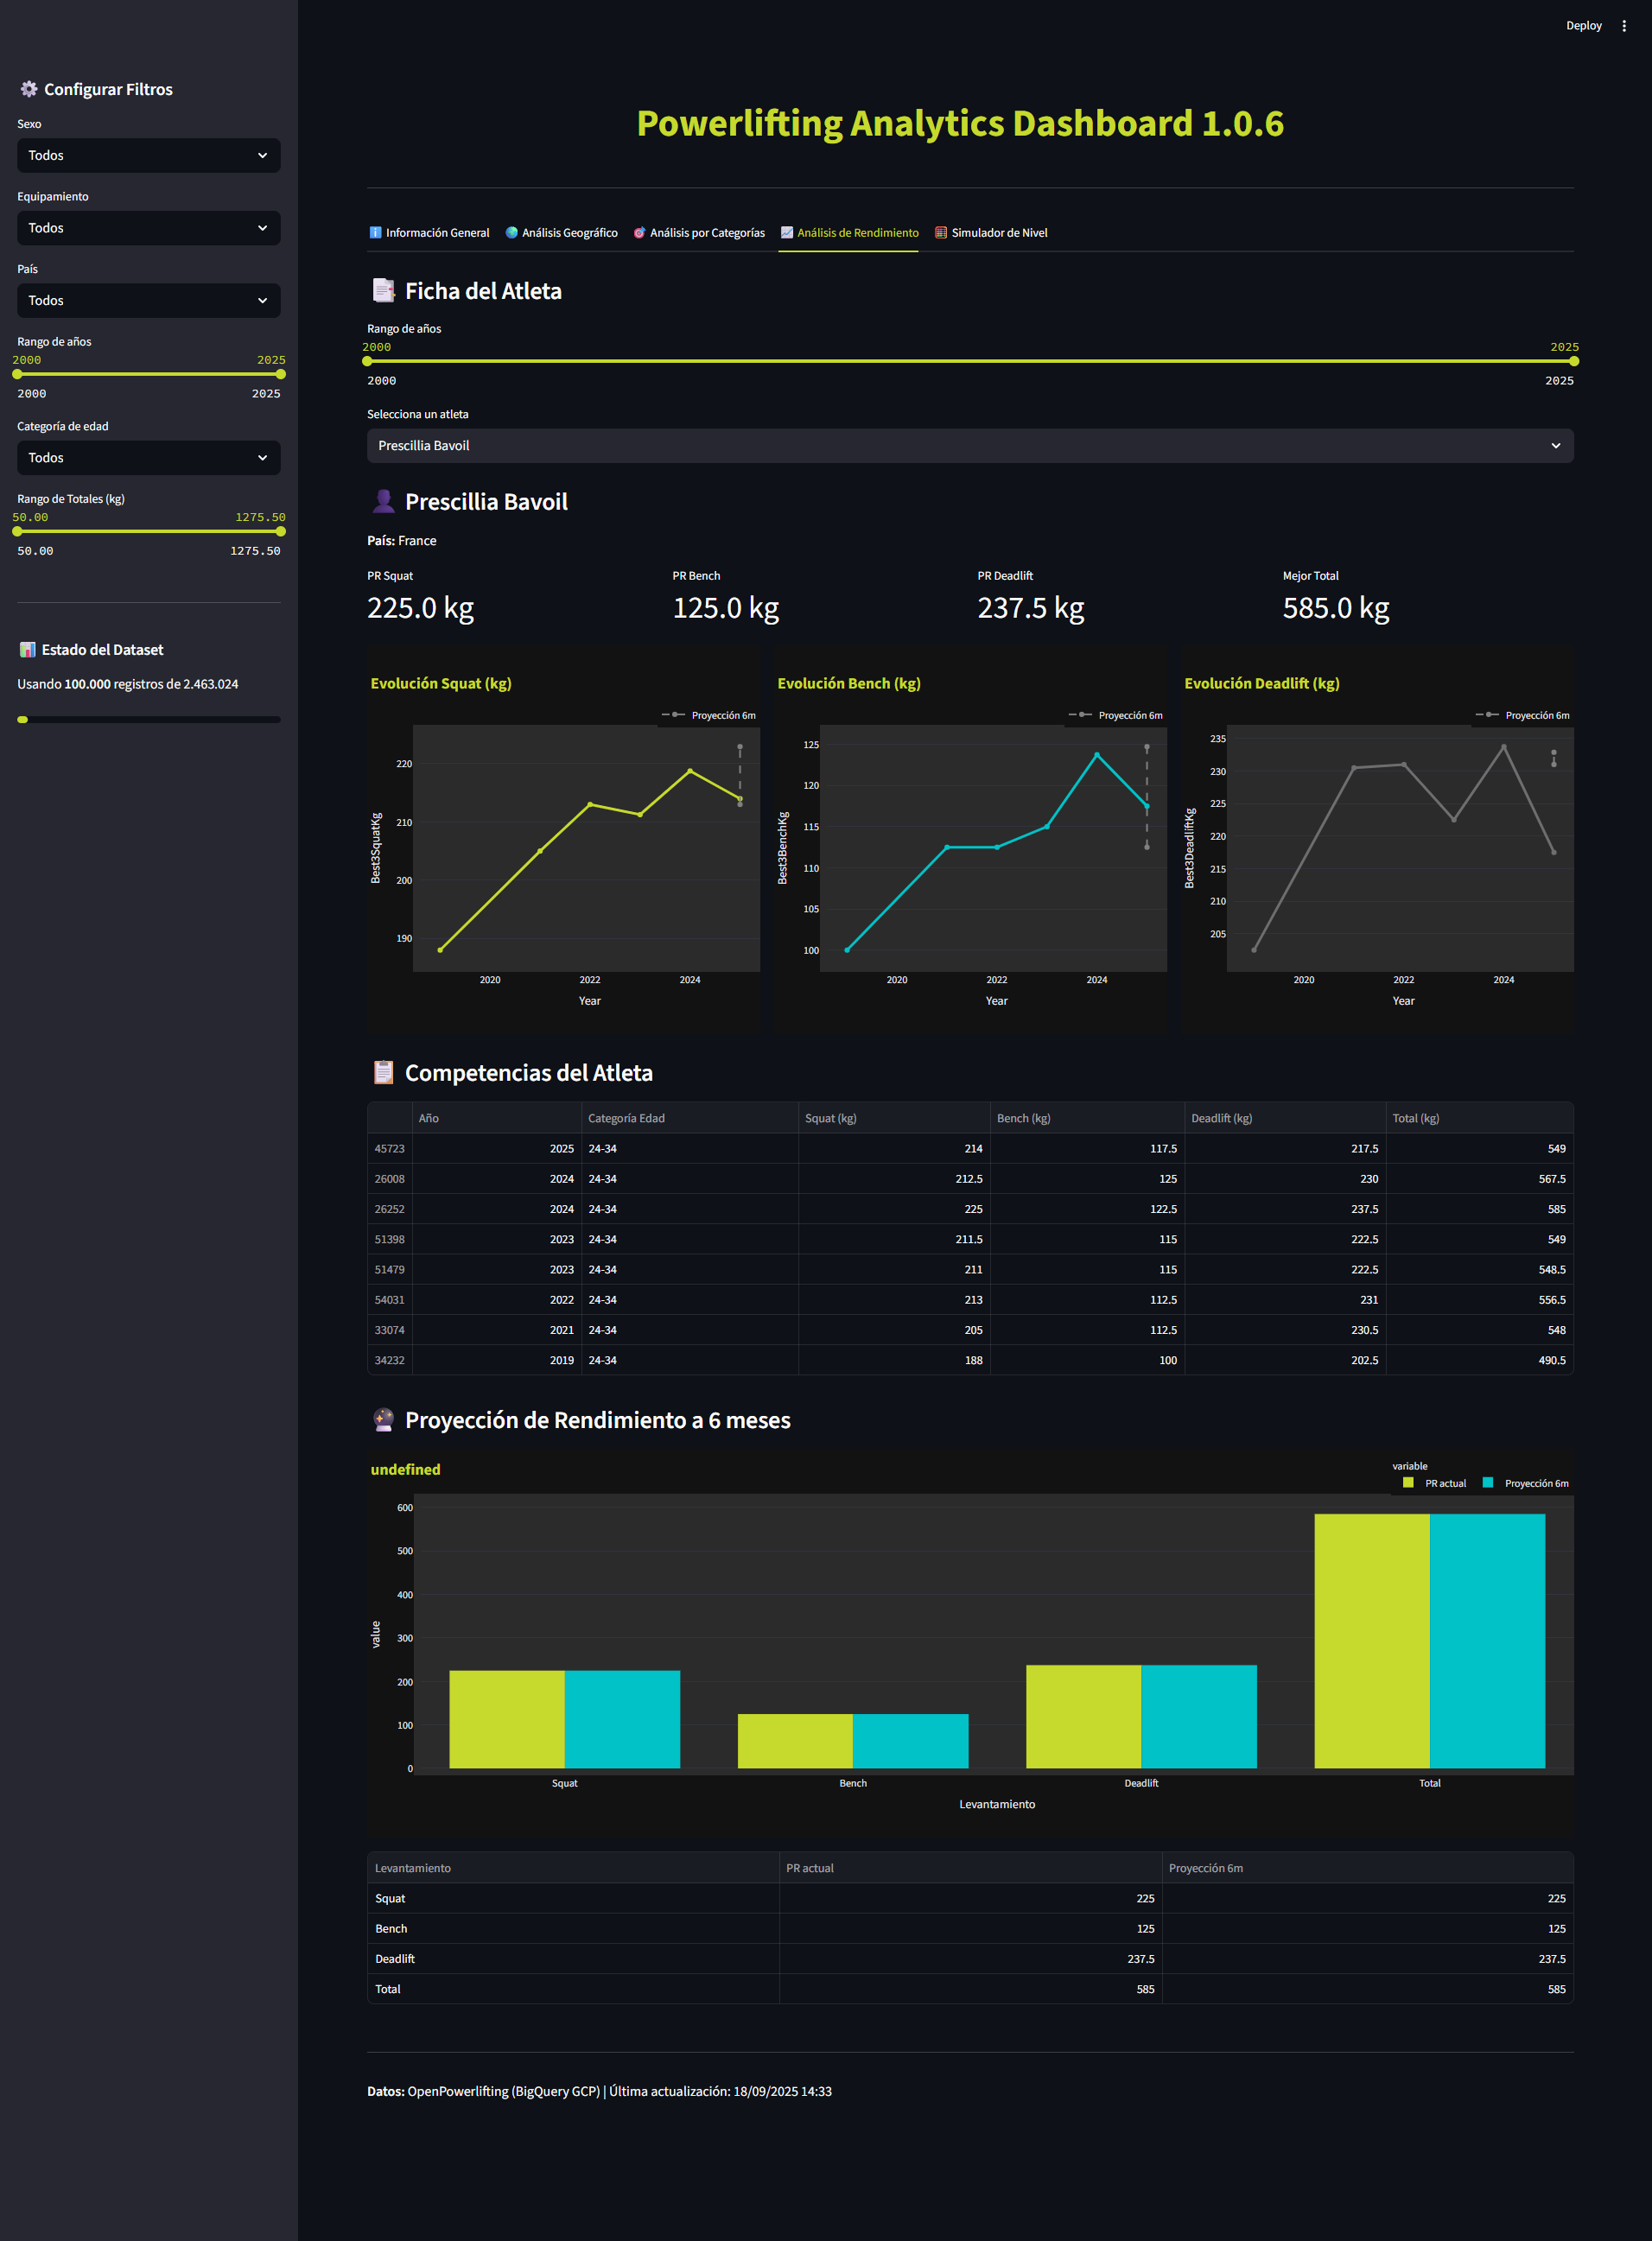 Deploy
Configurar Filtros
Sexo
Todos
Equipamiento
Todos
País
Todos
Rango de años
2000 2025
2000 2025
Categoría de edad
Todos
Rango de Totales (kg)
50.00 1275.50
50.00 1275.50
Estado del Dataset
Usando 100.000 registros de 2.463.024
Powerlifting Analytics Dashboard 1.0.6
Información General Análisis Geográfico Análisis por Categorías Análisis de Rendimiento Simulador de Nivel
Ficha del Atleta
Rango de años
2000 2025
2000 2025
Selecciona un atleta
Prescillia Bavoil
Prescillia Bavoil
País: France
PR Squat PR Bench PR Deadlift Mejor Total
225.0 kg 125.0 kg 237.5 kg 585.0 kg
Evolución Squat (kg)
Proyección 6m
Best3SquatKg
220
210
200
190
2020 2022 2024
Year
Evolución Bench (kg)
Proyección 6m
Best3BenchKg
125
120
115
110
105
100
2020 2022 2024
Year
Evolución Deadlift (kg)
Proyección 6m
Best3DeadliftKg
235
230
225
220
215
210
205
2020 2022 2024
Year
Competencias del Atleta
Año Categoría Edad Squat (kg) Bench (kg) Deadlift (kg) Total (kg)
45723 2025 24-34 214 117.5 217.5 549
26008 2024 24-34 212.5 125 230 567.5
26252 2024 24-34 225 122.5 237.5 585
51398 2023 24-34 211.5 115 222.5 549
51479 2023 24-34 211 115 222.5 548.5
54031 2022 24-34 213 112.5 231 556.5
33074 2021 24-34 205 112.5 230.5 548
34232 2019 24-34 188 100 202.5 490.5
Proyección de Rendimiento a 6 meses
undefined
variable
PR actual Proyección 6m
value
600
500
400
300
200
100
0
Squat Bench Deadlift Total
Levantamiento
Levantamiento PR actual Proyección 6m
Squat 225 225
Bench 125 125
Deadlift 237.5 237.5
Total 585 585
Datos: OpenPowerlifting (BigQuery GCP) | Última actualización: 18/09/2025 14:33